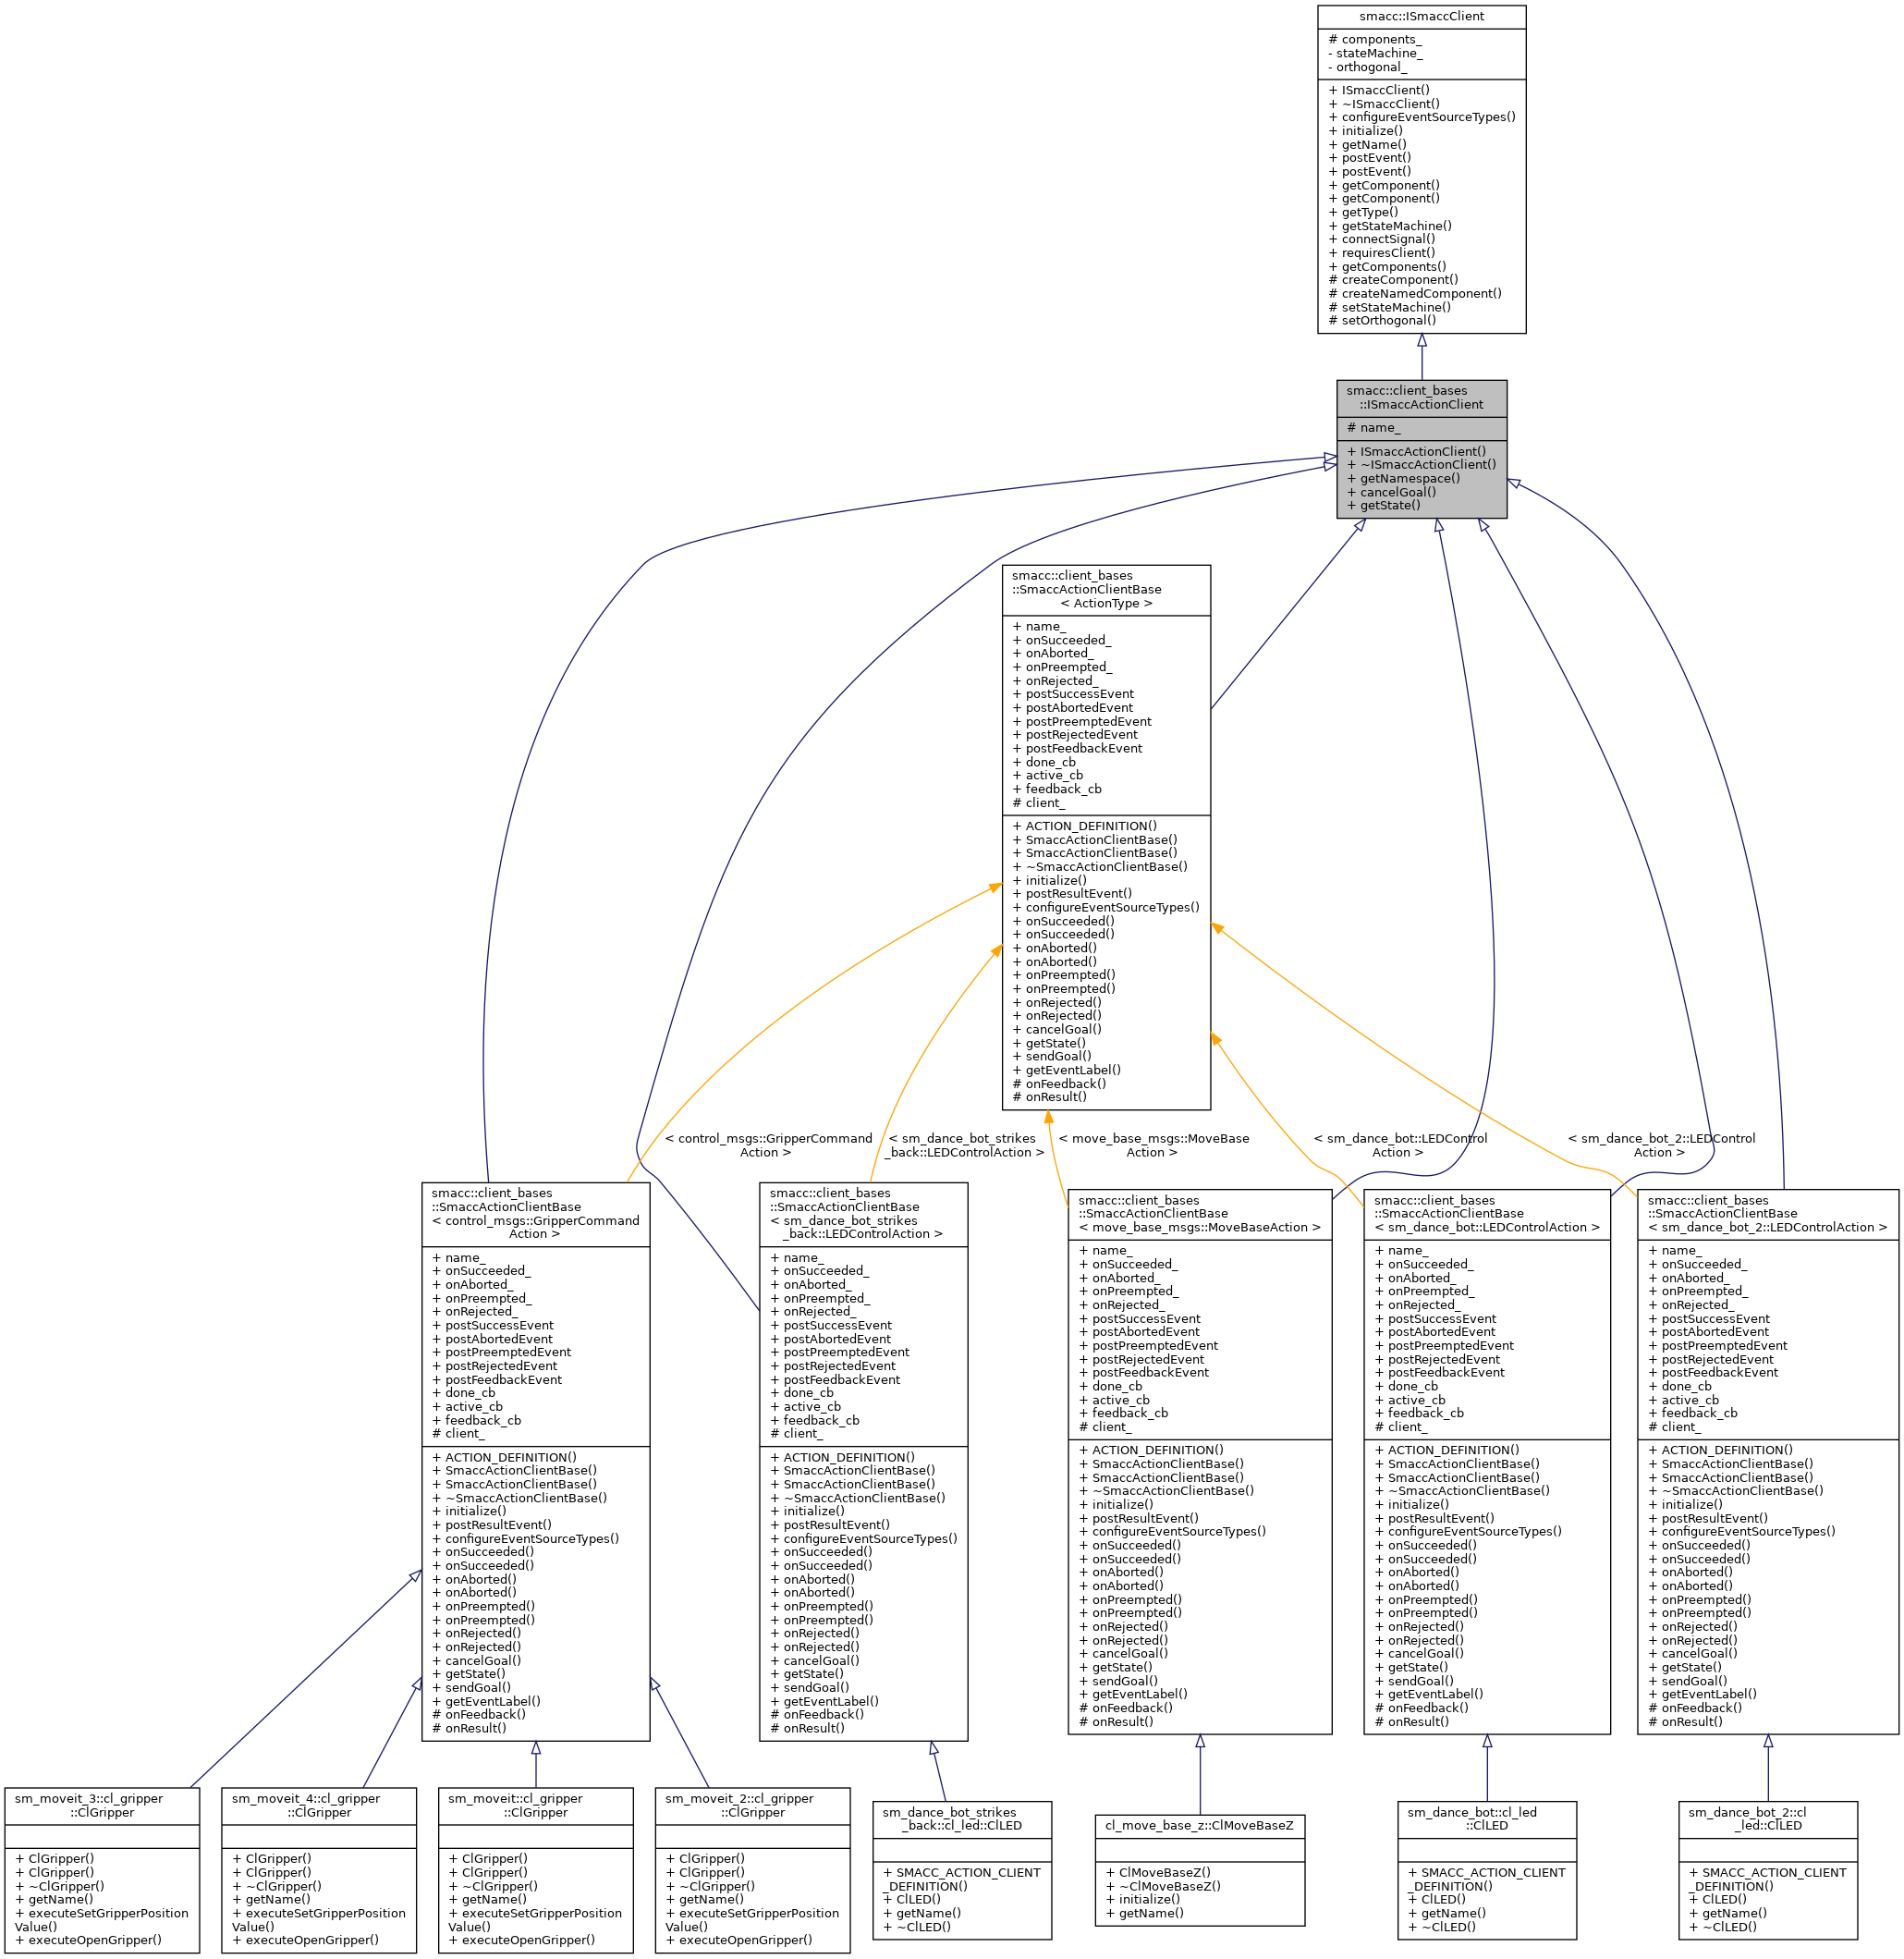 smacc::ISmaccClient
# components_
- stateMachine_
- orthogonal_
+ ISmaccClient()
+ ~ISmaccClient()
+ configureEventSourceTypes()
+ initialize()
+ getName()
+ postEvent()
+ postEvent()
+ getComponent()
+ getComponent()
+ getType()
+ getStateMachine()
+ connectSignal()
+ requiresClient()
+ getComponents()
# createComponent()
# createNamedComponent()
# setStateMachine()
# setOrthogonal()
smacc::client_bases
::ISmaccActionClient
# name_
+ ISmaccActionClient()
+ ~ISmaccActionClient()
+ getNamespace()
+ cancelGoal()
+ getState()
smacc::client_bases
::SmaccActionClientBase
< ActionType >
+ name_
+ onSucceeded_
+ onAborted_
+ onPreempted_
+ onRejected_
+ postSuccessEvent
+ postAbortedEvent
+ postPreemptedEvent
+ postRejectedEvent
+ postFeedbackEvent
+ done_cb
+ active_cb
+ feedback_cb
# client_
+ ACTION_DEFINITION()
+ SmaccActionClientBase()
+ SmaccActionClientBase()
+ ~SmaccActionClientBase()
+ initialize()
+ postResultEvent()
+ configureEventSourceTypes()
+ onSucceeded()
+ onSucceeded()
+ onAborted()
+ onAborted()
+ onPreempted()
+ onPreempted()
+ onRejected()
+ onRejected()
+ cancelGoal()
+ getState()
+ sendGoal()
+ getEventLabel()
# onFeedback()
# onResult()
< control_msgs::GripperCommand
Action >
< sm_dance_bot_strikes
_back::LEDControlAction >
< move_base_msgs::MoveBase
Action >
< sm_dance_bot::LEDControl
Action >
< sm_dance_bot_2::LEDControl
Action >
smacc::client_bases
::SmaccActionClientBase
< control_msgs::GripperCommand
Action >
+ name_
+ onSucceeded_
+ onAborted_
+ onPreempted_
+ onRejected_
+ postSuccessEvent
+ postAbortedEvent
+ postPreemptedEvent
+ postRejectedEvent
+ postFeedbackEvent
+ done_cb
+ active_cb
+ feedback_cb
# client_
+ ACTION_DEFINITION()
+ SmaccActionClientBase()
+ SmaccActionClientBase()
+ ~SmaccActionClientBase()
+ initialize()
+ postResultEvent()
+ configureEventSourceTypes()
+ onSucceeded()
+ onSucceeded()
+ onAborted()
+ onAborted()
+ onPreempted()
+ onPreempted()
+ onRejected()
+ onRejected()
+ cancelGoal()
+ getState()
+ sendGoal()
+ getEventLabel()
# onFeedback()
# onResult()
smacc::client_bases
::SmaccActionClientBase
< sm_dance_bot_strikes
_back::LEDControlAction >
+ name_
+ onSucceeded_
+ onAborted_
+ onPreempted_
+ onRejected_
+ postSuccessEvent
+ postAbortedEvent
+ postPreemptedEvent
+ postRejectedEvent
+ postFeedbackEvent
+ done_cb
+ active_cb
+ feedback_cb
# client_
+ ACTION_DEFINITION()
+ SmaccActionClientBase()
+ SmaccActionClientBase()
+ ~SmaccActionClientBase()
+ initialize()
+ postResultEvent()
+ configureEventSourceTypes()
+ onSucceeded()
+ onSucceeded()
+ onAborted()
+ onAborted()
+ onPreempted()
+ onPreempted()
+ onRejected()
+ onRejected()
+ cancelGoal()
+ getState()
+ sendGoal()
+ getEventLabel()
# onFeedback()
# onResult()
smacc::client_bases
::SmaccActionClientBase
< move_base_msgs::MoveBaseAction >
+ name_
+ onSucceeded_
+ onAborted_
+ onPreempted_
+ onRejected_
+ postSuccessEvent
+ postAbortedEvent
+ postPreemptedEvent
+ postRejectedEvent
+ postFeedbackEvent
+ done_cb
+ active_cb
+ feedback_cb
# client_
+ ACTION_DEFINITION()
+ SmaccActionClientBase()
+ SmaccActionClientBase()
+ ~SmaccActionClientBase()
+ initialize()
+ postResultEvent()
+ configureEventSourceTypes()
+ onSucceeded()
+ onSucceeded()
+ onAborted()
+ onAborted()
+ onPreempted()
+ onPreempted()
+ onRejected()
+ onRejected()
+ cancelGoal()
+ getState()
+ sendGoal()
+ getEventLabel()
# onFeedback()
# onResult()
smacc::client_bases
::SmaccActionClientBase
< sm_dance_bot::LEDControlAction >
+ name_
+ onSucceeded_
+ onAborted_
+ onPreempted_
+ onRejected_
+ postSuccessEvent
+ postAbortedEvent
+ postPreemptedEvent
+ postRejectedEvent
+ postFeedbackEvent
+ done_cb
+ active_cb
+ feedback_cb
# client_
+ ACTION_DEFINITION()
+ SmaccActionClientBase()
+ SmaccActionClientBase()
+ ~SmaccActionClientBase()
+ initialize()
+ postResultEvent()
+ configureEventSourceTypes()
+ onSucceeded()
+ onSucceeded()
+ onAborted()
+ onAborted()
+ onPreempted()
+ onPreempted()
+ onRejected()
+ onRejected()
+ cancelGoal()
+ getState()
+ sendGoal()
+ getEventLabel()
# onFeedback()
# onResult()
smacc::client_bases
::SmaccActionClientBase
< sm_dance_bot_2::LEDControlAction >
+ name_
+ onSucceeded_
+ onAborted_
+ onPreempted_
+ onRejected_
+ postSuccessEvent
+ postAbortedEvent
+ postPreemptedEvent
+ postRejectedEvent
+ postFeedbackEvent
+ done_cb
+ active_cb
+ feedback_cb
# client_
+ ACTION_DEFINITION()
+ SmaccActionClientBase()
+ SmaccActionClientBase()
+ ~SmaccActionClientBase()
+ initialize()
+ postResultEvent()
+ configureEventSourceTypes()
+ onSucceeded()
+ onSucceeded()
+ onAborted()
+ onAborted()
+ onPreempted()
+ onPreempted()
+ onRejected()
+ onRejected()
+ cancelGoal()
+ getState()
+ sendGoal()
+ getEventLabel()
# onFeedback()
# onResult()
sm_moveit_3::cl_gripper
::ClGripper
+ ClGripper()
+ ClGripper()
+ ~ClGripper()
+ getName()
+ executeSetGripperPosition
Value()
+ executeOpenGripper()
sm_moveit_4::cl_gripper
::ClGripper
+ ClGripper()
+ ClGripper()
+ ~ClGripper()
+ getName()
+ executeSetGripperPosition
Value()
+ executeOpenGripper()
sm_moveit::cl_gripper
::ClGripper
+ ClGripper()
+ ClGripper()
+ ~ClGripper()
+ getName()
+ executeSetGripperPosition
Value()
+ executeOpenGripper()
sm_moveit_2::cl_gripper
::ClGripper
+ ClGripper()
+ ClGripper()
+ ~ClGripper()
+ getName()
+ executeSetGripperPosition
Value()
+ executeOpenGripper()
sm_dance_bot_strikes
_back::cl_led::ClLED
+ SMACC_ACTION_CLIENT
_DEFINITION()
+ ClLED()
+ getName()
+ ~ClLED()
cl_move_base_z::ClMoveBaseZ
+ ClMoveBaseZ()
+ ~ClMoveBaseZ()
+ initialize()
+ getName()
sm_dance_bot::cl_led
::ClLED
+ SMACC_ACTION_CLIENT
_DEFINITION()
+ ClLED()
+ getName()
+ ~ClLED()
sm_dance_bot_2::cl
_led::ClLED
+ SMACC_ACTION_CLIENT
_DEFINITION()
+ ClLED()
+ getName()
+ ~ClLED()